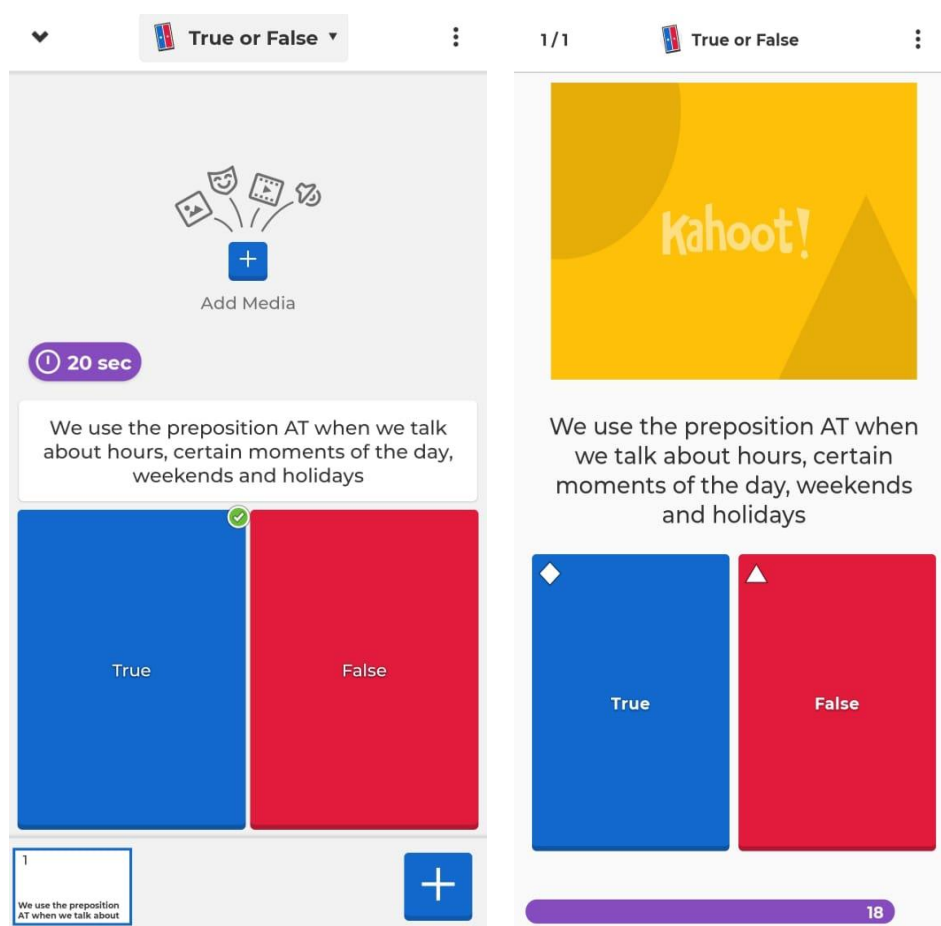 True or False
Add Media
20 sec
We use the preposition AT when we talk
about hours, certain moments of the day,
weekends and holidays
True
False
1
We use the preposition
AT when we talk about
1/1
True or False
Kahoot!
We use the preposition AT when
we talk about hours, certain
moments of the day, weekends
and holidays
True
False
18